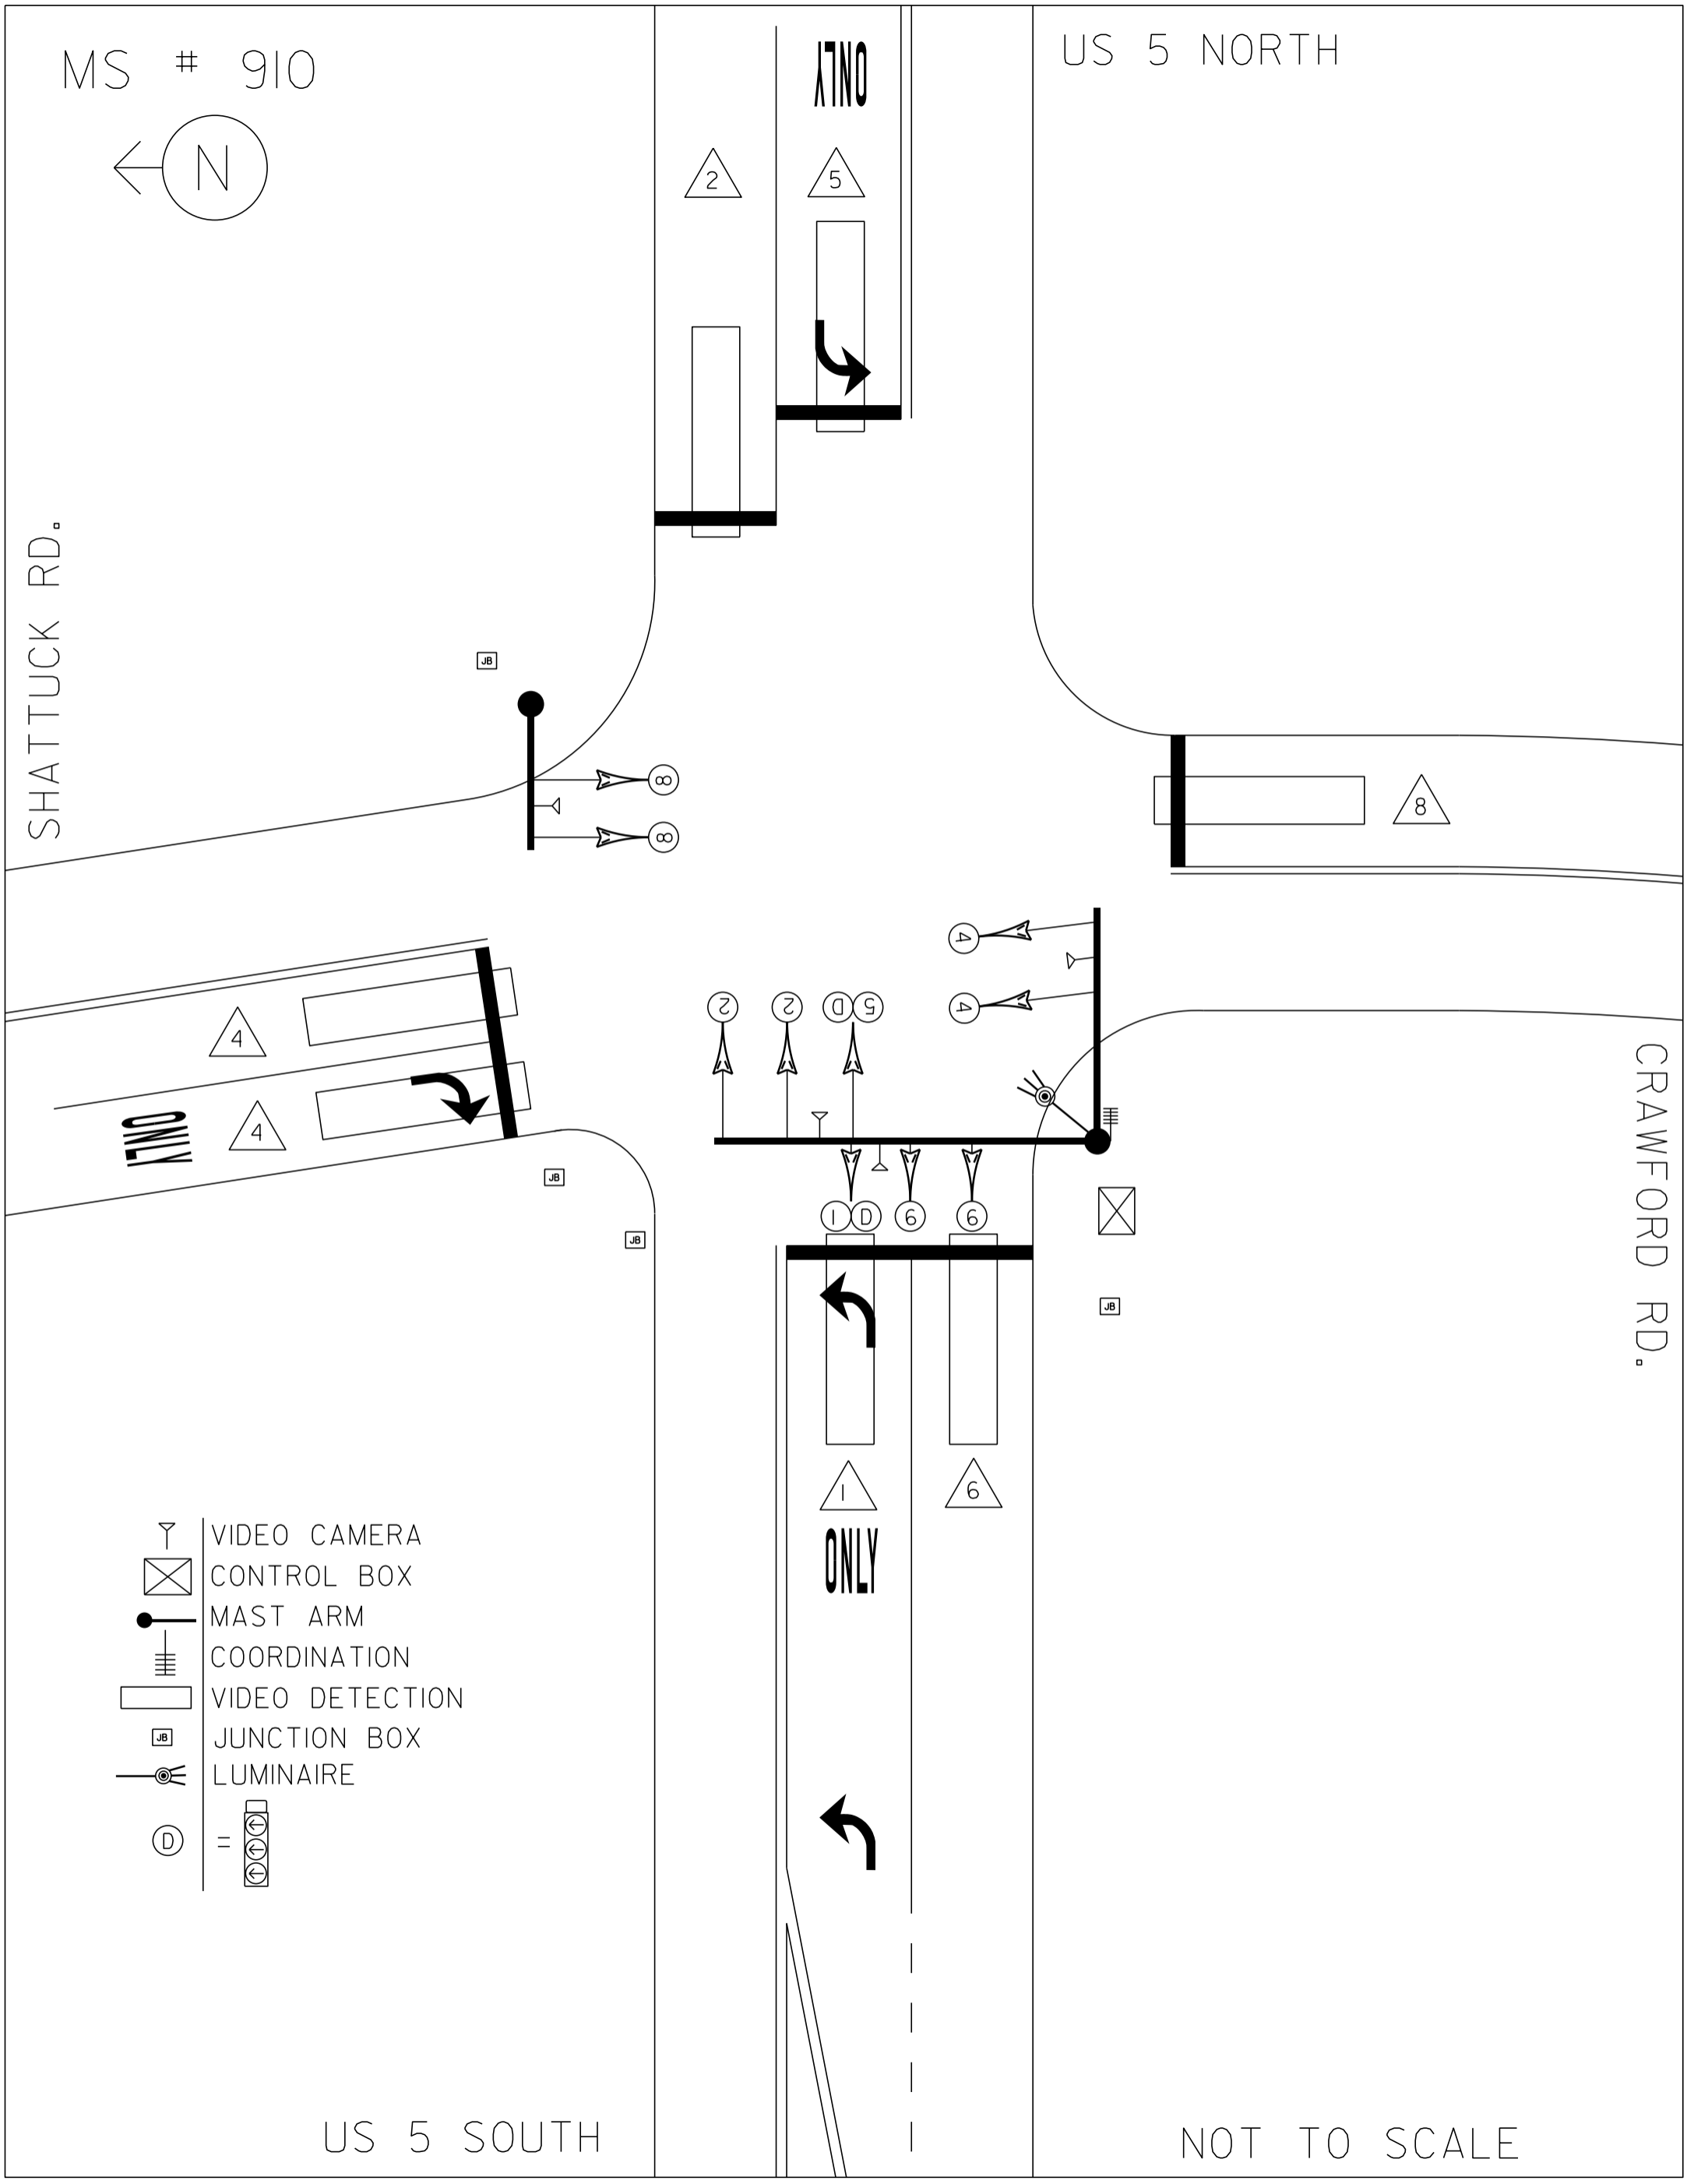 MS # 910
US 5 NORTH
N
ONLY
2
5
SHATTUCK RD.
JB
8
8
8
4
4
4
4
2
2
D 5
ONLY
JB
JB
1 D 6 6
JB
CRAWFORD RD.
1
6
ONLY
VIDEO CAMERA
CONTROL BOX
MAST ARM
COORDINATION
VIDEO DETECTION
JB JUNCTION BOX
LUMINAIRE
D =
US 5 SOUTH
NOT TO SCALE